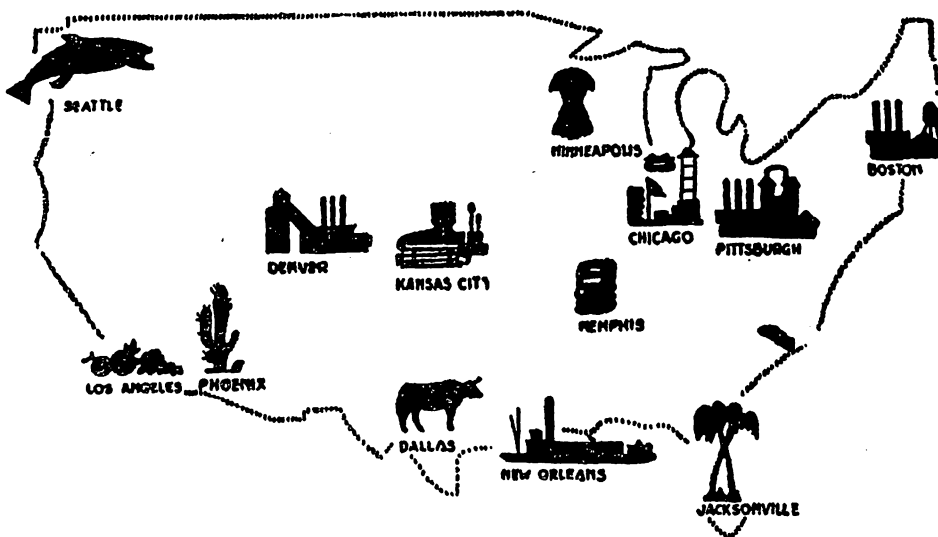 SEATTLE
MINNEAPOLIS
BOSTON
CHICAGO
PITTSBURGH
DENVER
KANSAS CITY
MEMPHIS
LOS ANGELES
PHOENIX
DALLAS
NEW ORLEANS
JACKSONVILLE